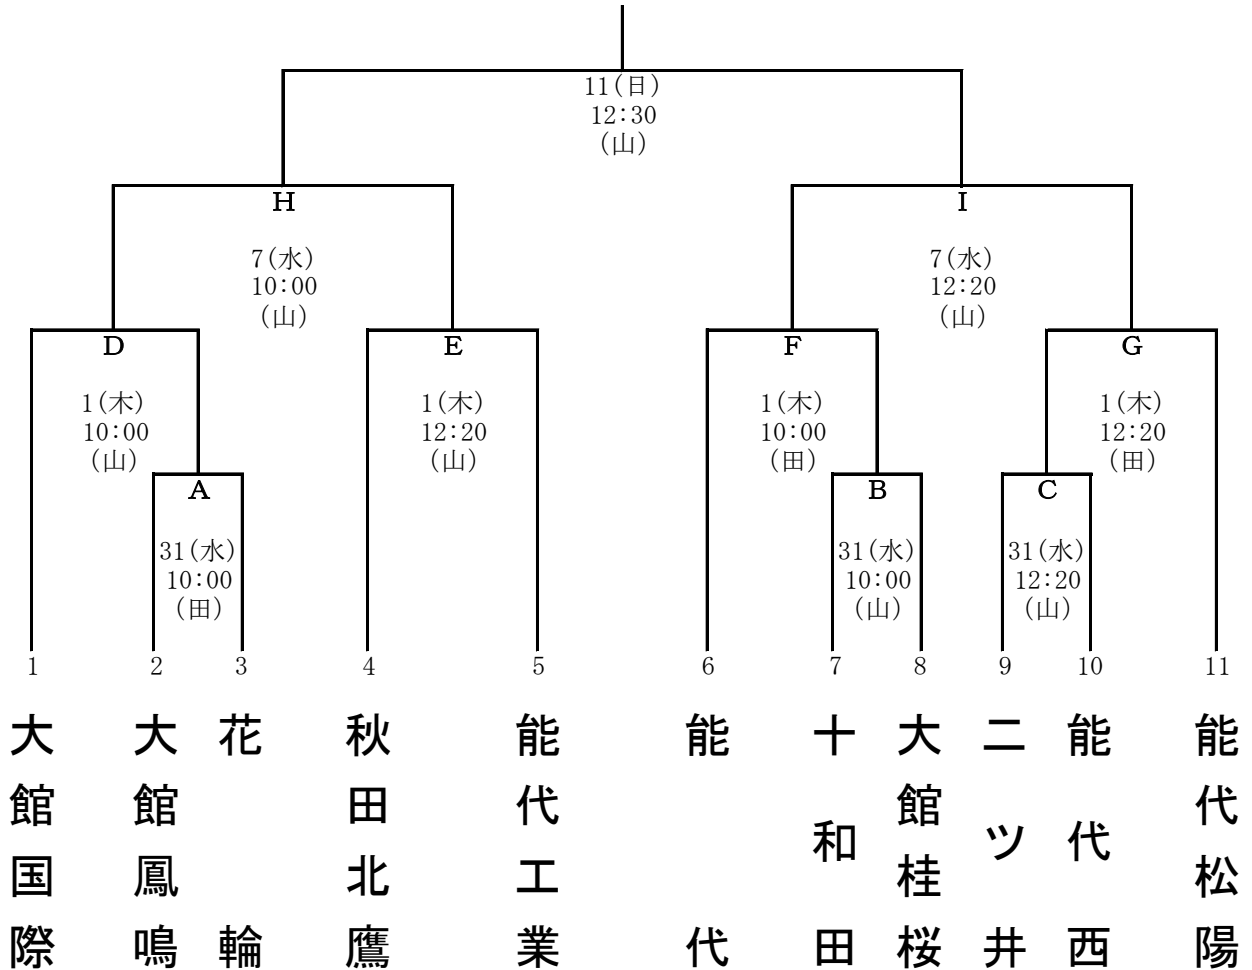 11(日)
12:30
(山)
H
7(水)
10:00
(山)
I
7(水)
12:20
(山)
D
1(木)
10:00
(山)
E
1(木)
12:20
(山)
F
1(木)
10:00
(田)
G
1(木)
12:20
(田)
A
31(水)
10:00
(田)
B
31(水)
10:00
(山)
C
31(水)
12:20
(山)
1
2
3
4
5
6
7
8
9
10
11
大館国際
大館鳳鳴
花輪
秋田北鷹
能代工業
能代
十和田
大館桂桜
二ツ井
能代西
能代松陽